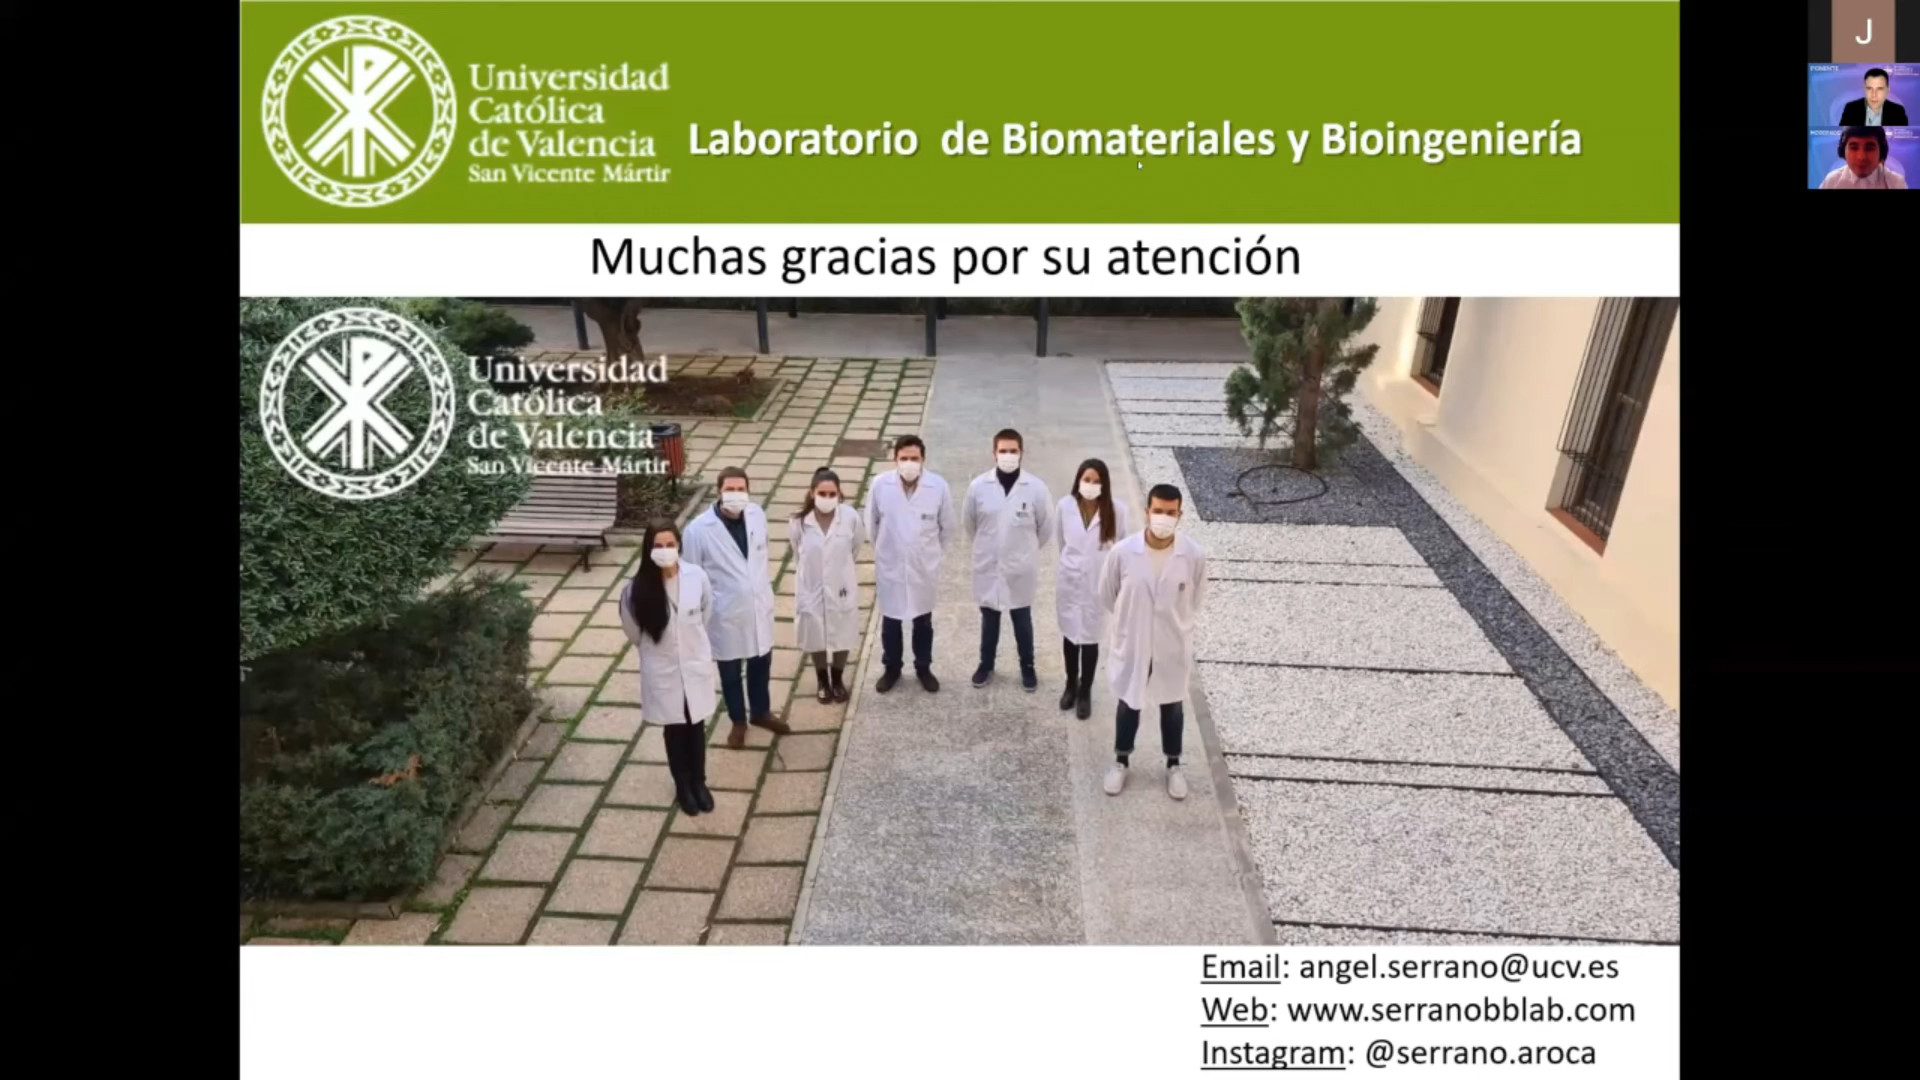 Universidad
Católica
de Valencia
San Vicente Mártir
Laboratorio de Biomateriales y Bioingeniería
Muchas gracias por su atención
Universidad
Católica
de Valencia
San Vicente Mártir
Email: angel.serrano@ucv.es
Web: www.serranobblab.com
Instagram: @serrano.aroca
J
PONENTE